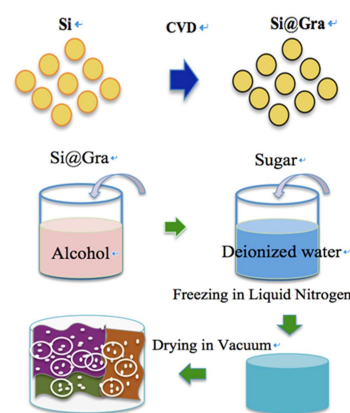 Si CVD Si@Gra
Si@Gra Sugar
Alcohol Deionized water
Freezing in Liquid Nitrogen
Drying in Vacuum